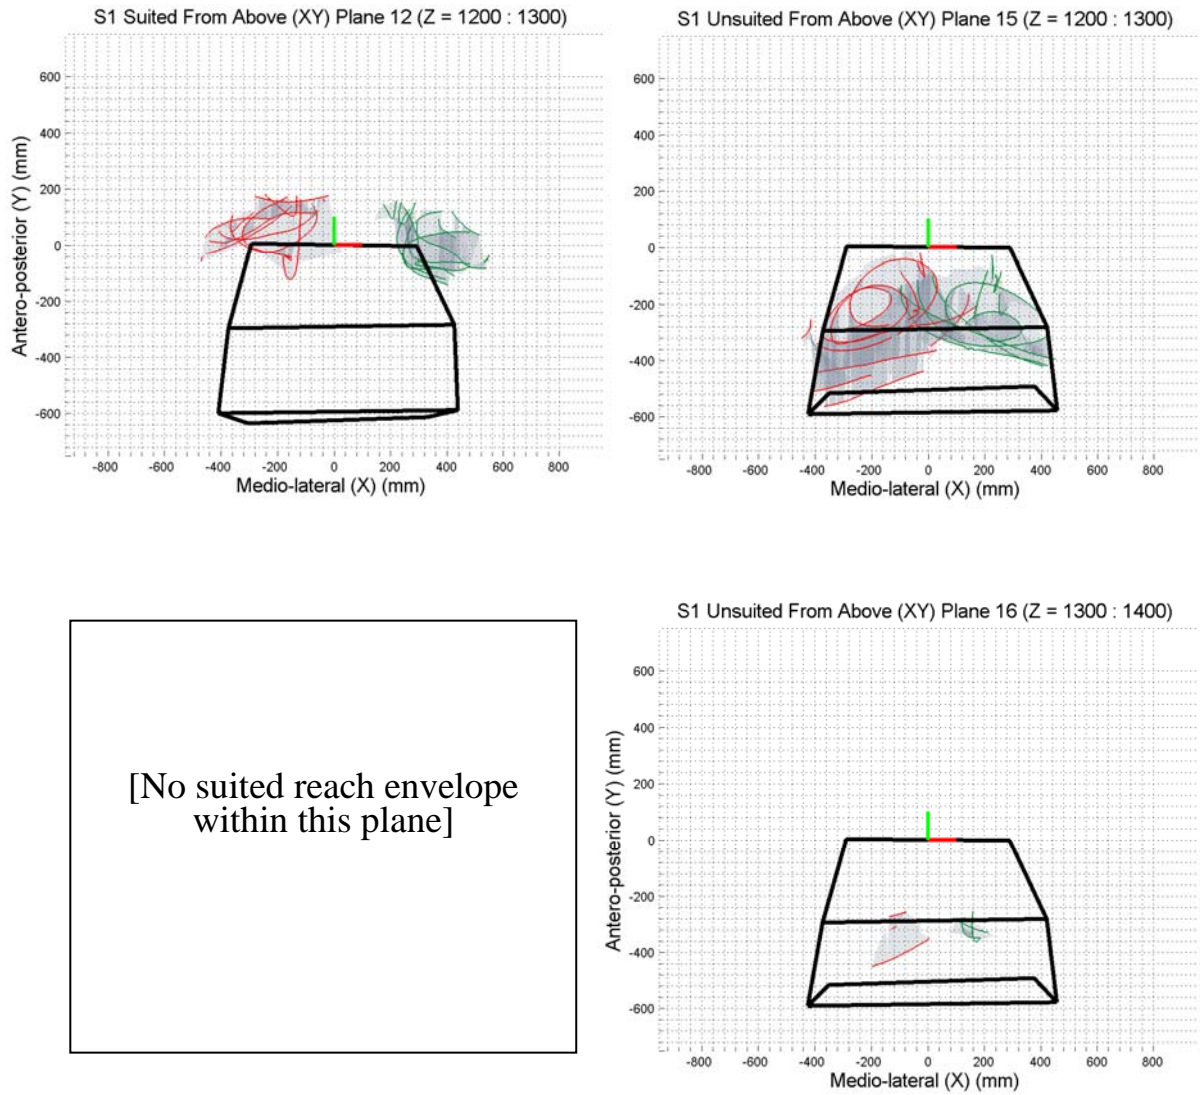 S1 Suited From Above (XY) Plane 12 (Z = 1200 : 1300)
600
400
200
0
-200
-400
-600
Antero-posterior (Y) (mm)
-800 -600 -400 -200 0 200 400 600 800
Medio-lateral (X) (mm)
S1 Unsuited From Above (XY) Plane 15 (Z = 1200 : 1300)
600
400
200
0
-200
-400
-600
-800 -600 -400 -200 0 200 400 600 800
Medio-lateral (X) (mm)
[No suited reach envelope
within this plane]
S1 Unsuited From Above (XY) Plane 16 (Z = 1300 : 1400)
600
400
200
0
-200
-400
-600
Antero-posterior (Y) (mm)
-800 -600 -400 -200 0 200 400 600 800
Medio-lateral (X) (mm)